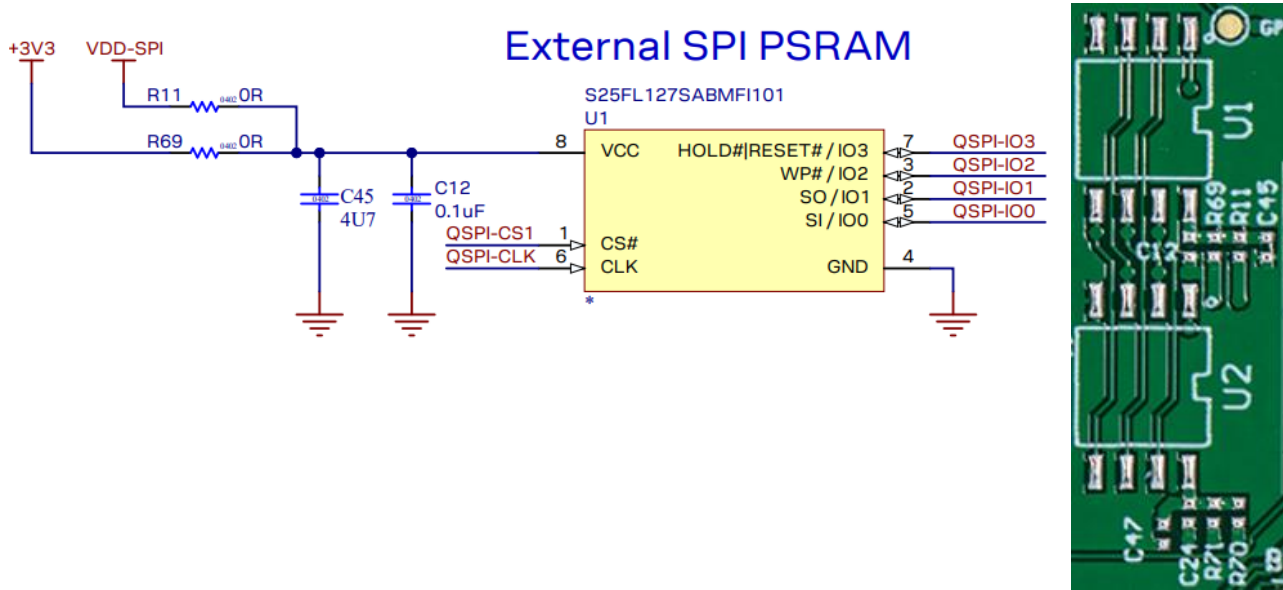 External SPI PSRAM
+3V3
VDD-SPI
R11
0402
0R
R69
0402
0R
C45
0402
4U7
C12
0402
0.1uF
S25FL127SABMFI101
U1
8
VCC
HOLD#|RESET# / IO3
7
QSPI-IO3
WP# / IO2
3
QSPI-IO2
SO / IO1
2
QSPI-IO1
SI / IO0
5
QSPI-IO0
QSPI-CS1
1
CS#
QSPI-CLK
6
CLK
GND
4
*
GP
U1
R69
R11
C45
C12
U2
C47
C24
R71
R70